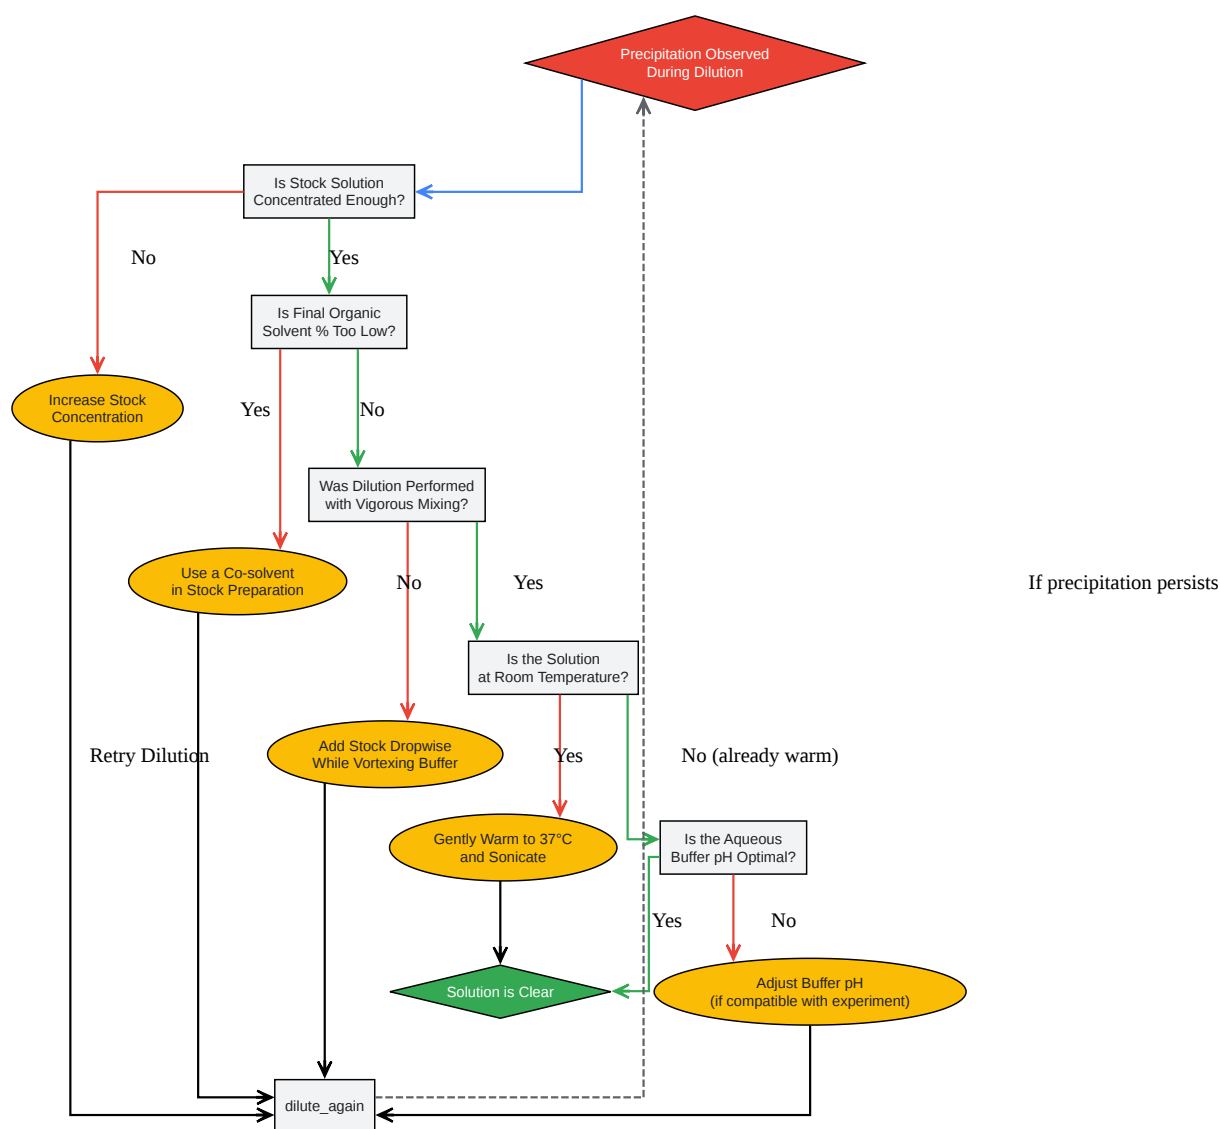 Precipitation Observed
During Dilution
Is Stock Solution
Concentrated Enough?
No
Yes
Is Final Organic
Solvent % Too Low?
Increase Stock
Concentration
Yes
No
Was Dilution Performed
with Vigorous Mixing?
Use a Co-solvent
in Stock Preparation
No
Yes
If precipitation persists
Is the Solution
at Room Temperature?
Retry Dilution
Add Stock Dropwise
While Vortexing Buffer
Yes
No (already warm)
Gently Warm to 37°C
and Sonicate
Is the Aqueous
Buffer pH Optimal?
Yes
No
Solution is Clear
Adjust Buffer pH
(if compatible with experiment)
dilute_again